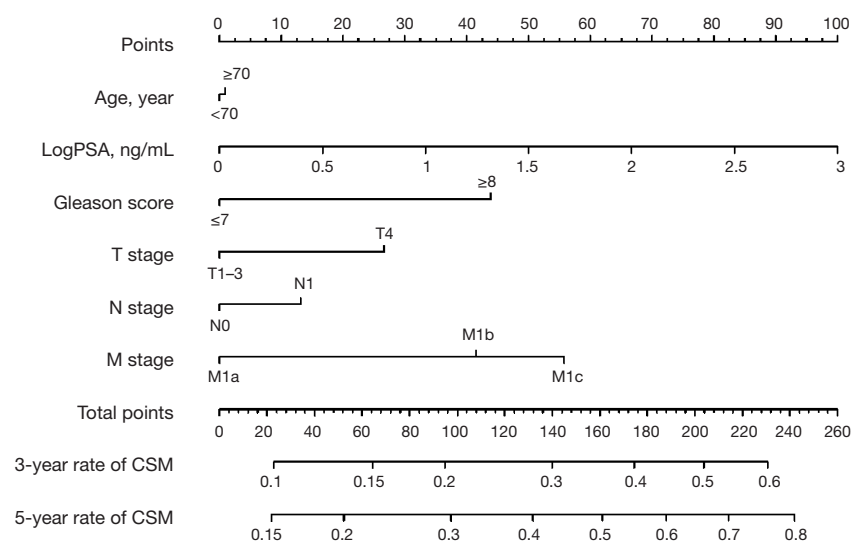 0 10 20 30 40 50 60 70 80 90 100
Points
≥70
Age, year
<70
LogPSA, ng/mL
0 0.5 1 1.5 2 2.5 3
≥8
Gleason score
≤7
T4
T stage
T1–3
N1
N stage
N0
M1b
M stage
M1a M1c
Total points
0 20 40 60 80 100 120 140 160 180 200 220 240 260
3-year rate of CSM
0.1 0.15 0.2 0.3 0.4 0.5 0.6
5-year rate of CSM
0.15 0.2 0.3 0.4 0.5 0.6 0.7 0.8